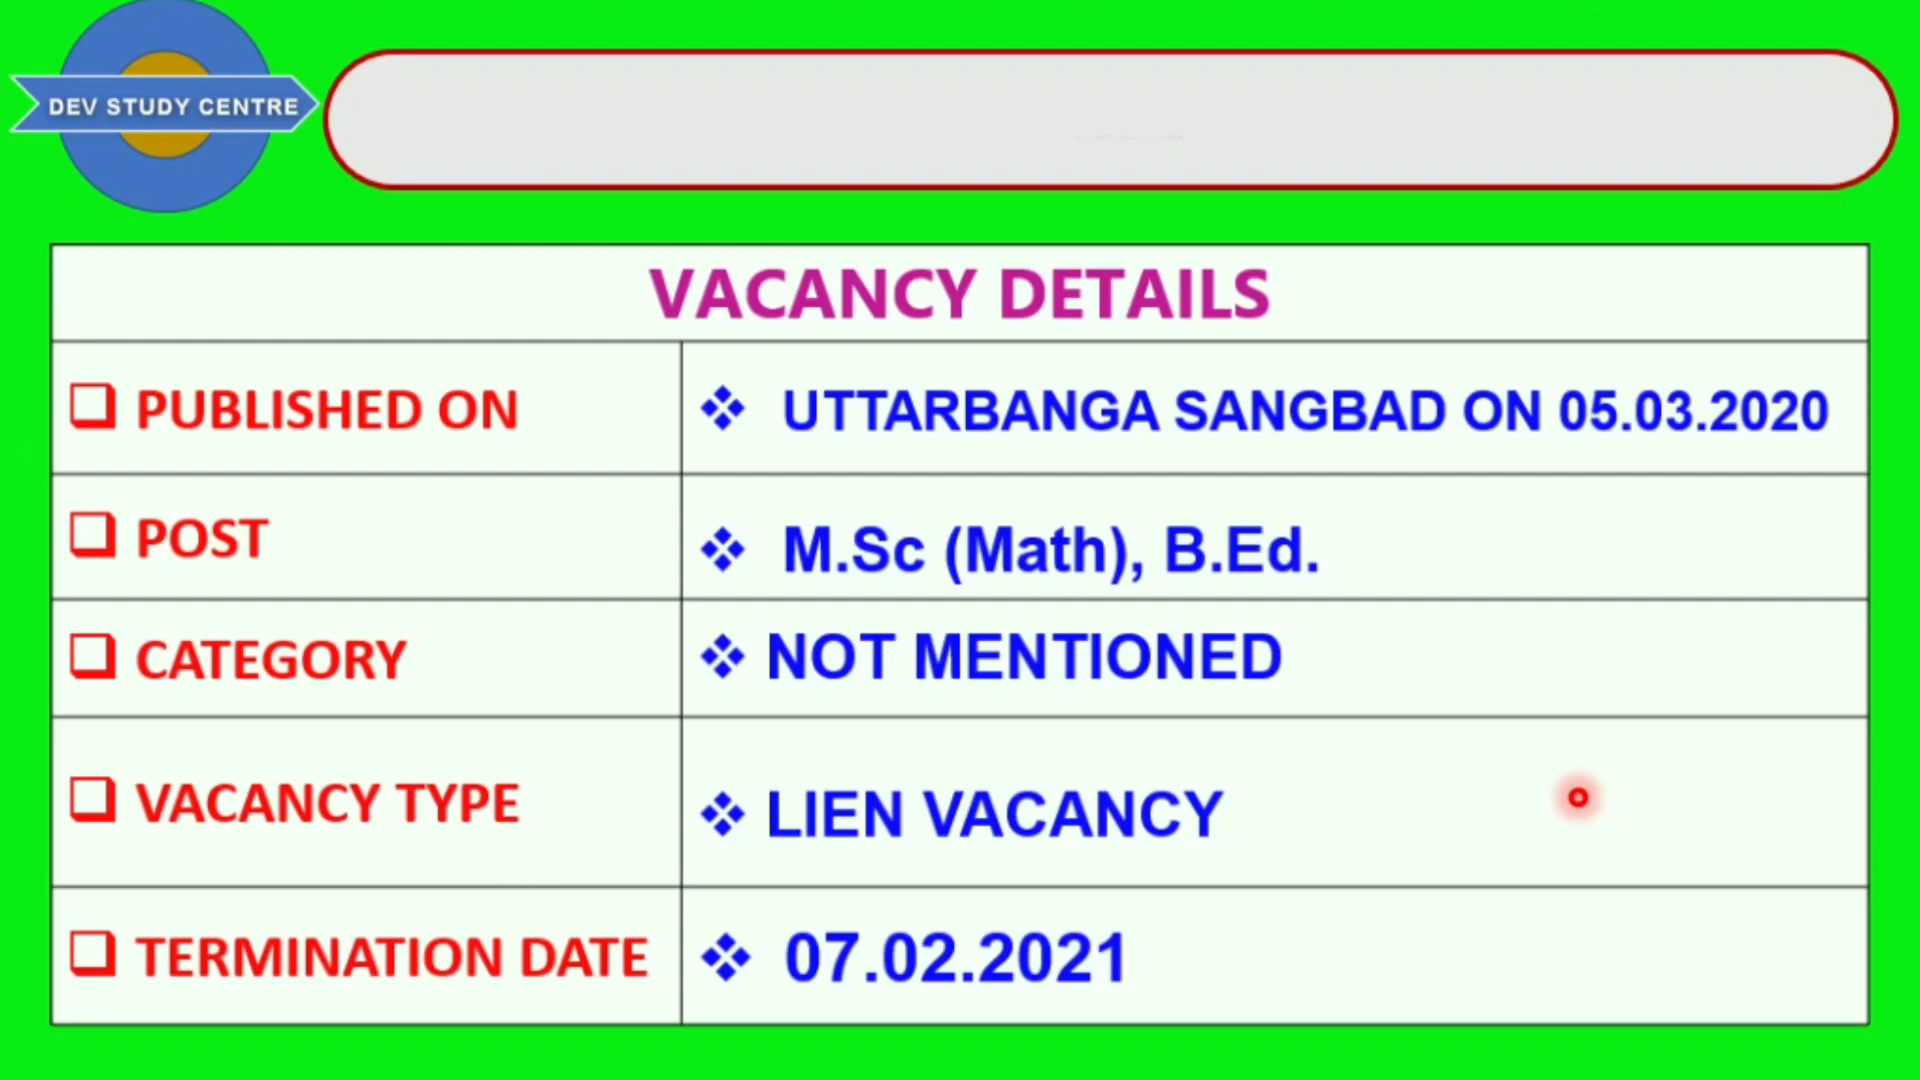 DEV STUDY CENTRE
VACANCY DETAILS
PUBLISHED ON
UTTARBANGA SANGBAD ON 05.03.2020
POST
M.Sc (Math), B.Ed.
CATEGORY
NOT MENTIONED
VACANCY TYPE
LIEN VACANCY
TERMINATION DATE
07.02.2021